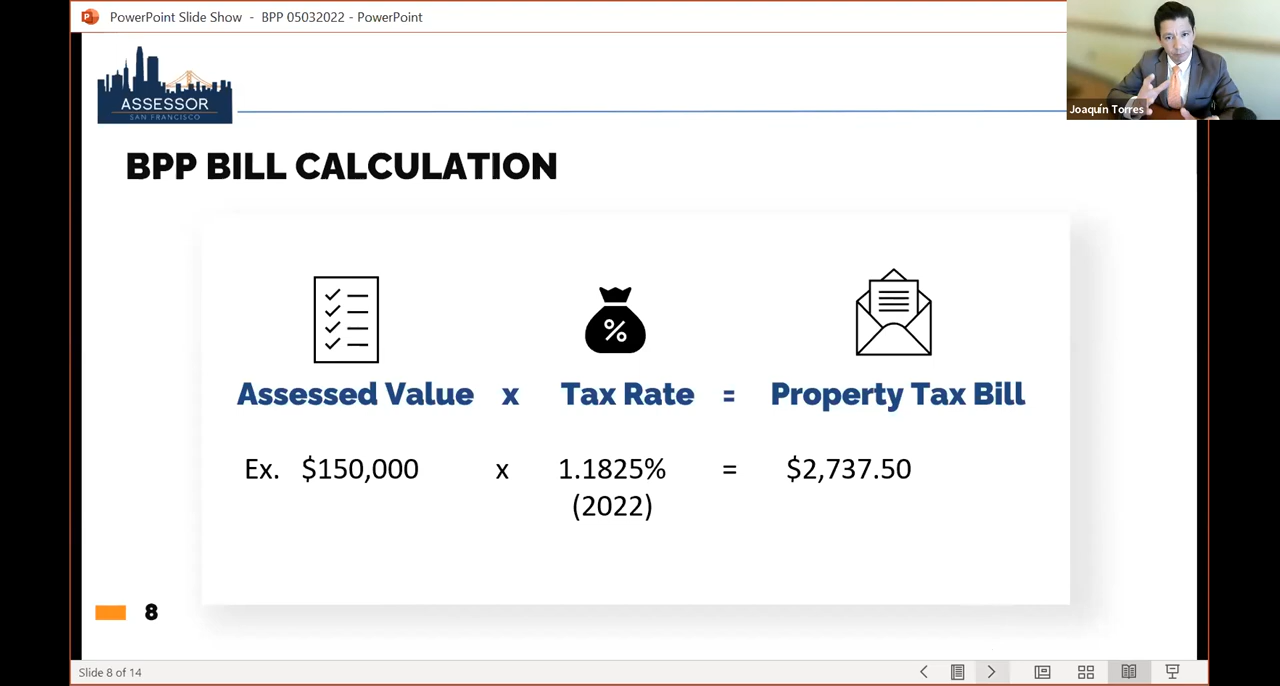 PowerPoint Slide Show - BPP 05032022 - PowerPoint
Joaquín Torres
ASSESSOR
SAN FRANCISCO
BPP BILL CALCULATION
%
Assessed Value x Tax Rate = Property Tax Bill
Ex. $150,000 x 1.1825% = $2,737.50
(2022)
8
Slide 8 of 14